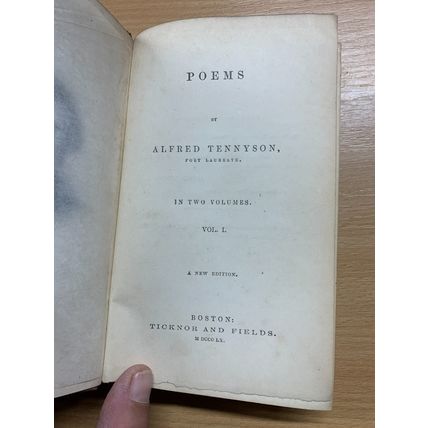 POEMS
BY
ALFRED TENNYSON,
POET LAUREATE.
IN TWO VOLUMES.
VOL. I.
A NEW EDITION.
BOSTON:
TICKNOR AND FIELDS.
M DCCC LX.